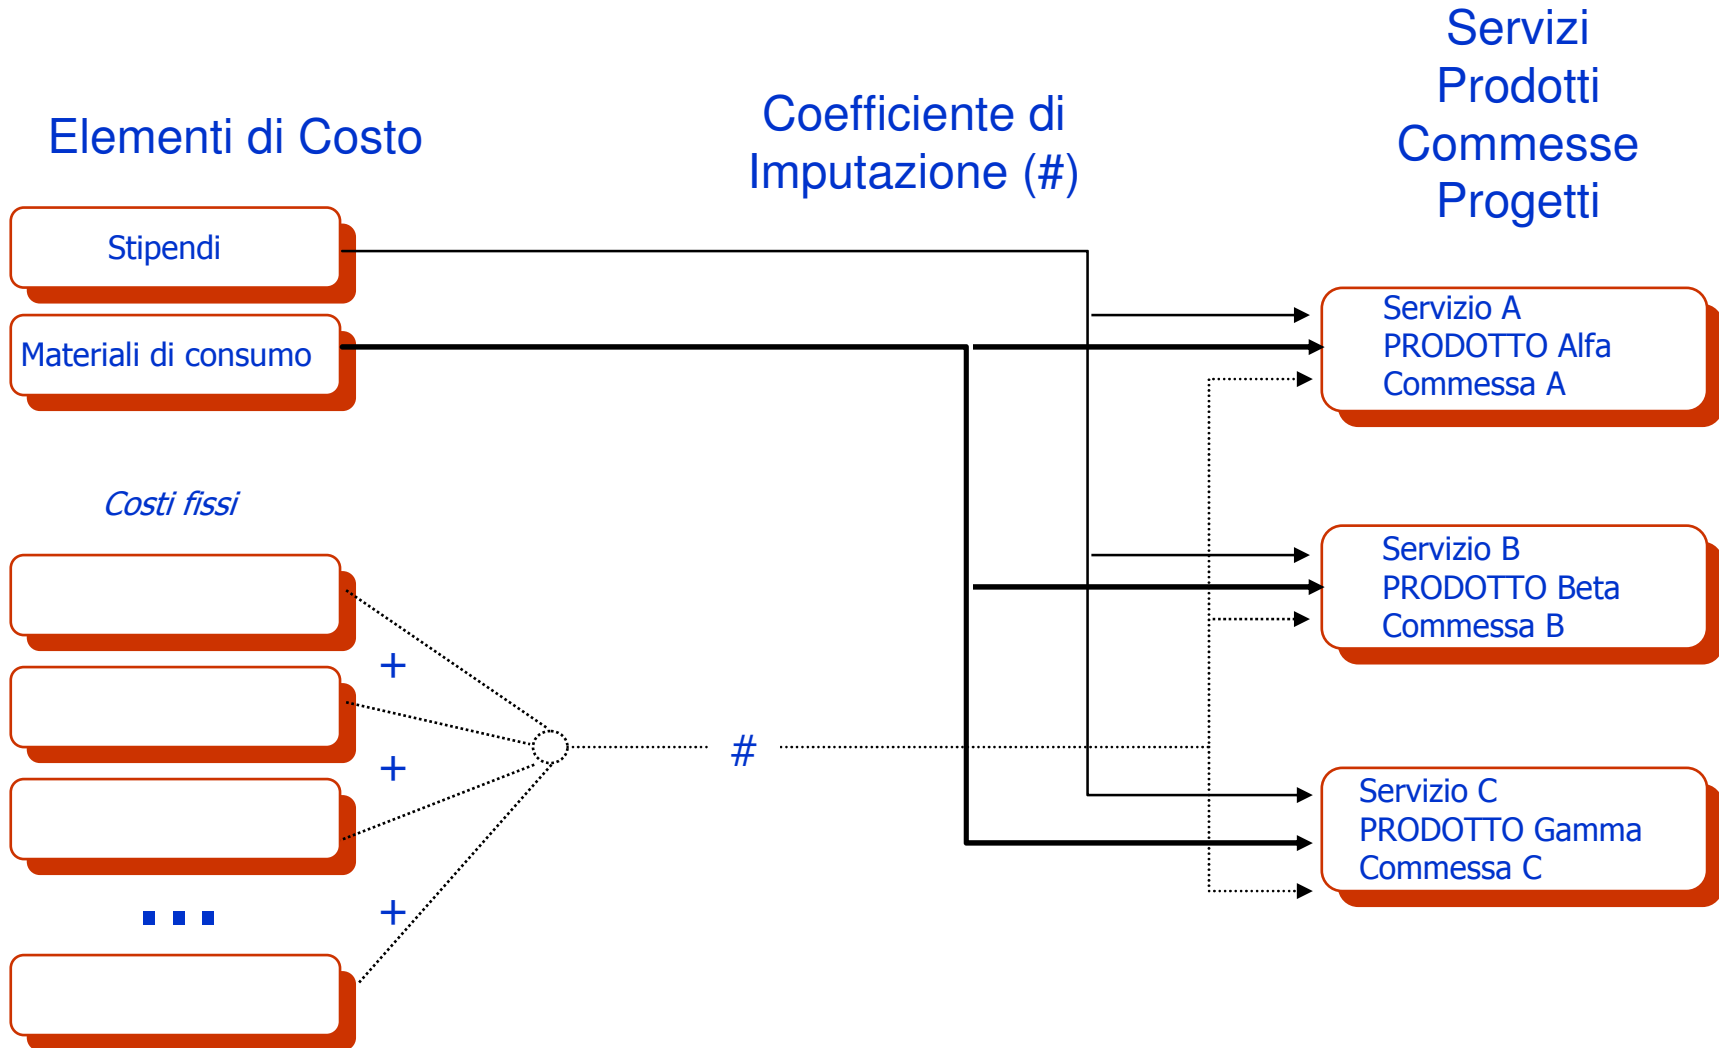 Elementi di Costo
Coefficiente di
Imputazione (#)
Servizi
Prodotti
Commesse
Progetti
Stipendi
Materiali di consumo
Costi fissi
+
+
+
...
#
Servizio A
PRODOTTO Alfa
Commessa A
Servizio B
PRODOTTO Beta
Commessa B
Servizio C
PRODOTTO Gamma
Commessa C